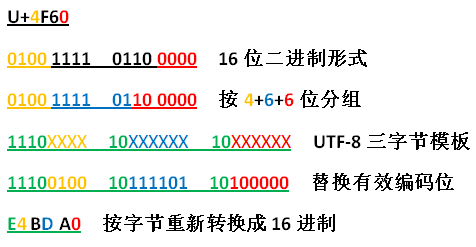 U+4F60
0100 1111 0110 0000 16 位二进制形式
0100 1111 0110 0000 按 4+6+6 位分组
1110XXXX 10XXXXXX 10XXXXXX UTF-8 三字节模板
11100100 10111101 10100000 替换有效编码位
E4 BD A0 按字节重新转换成 16 进制